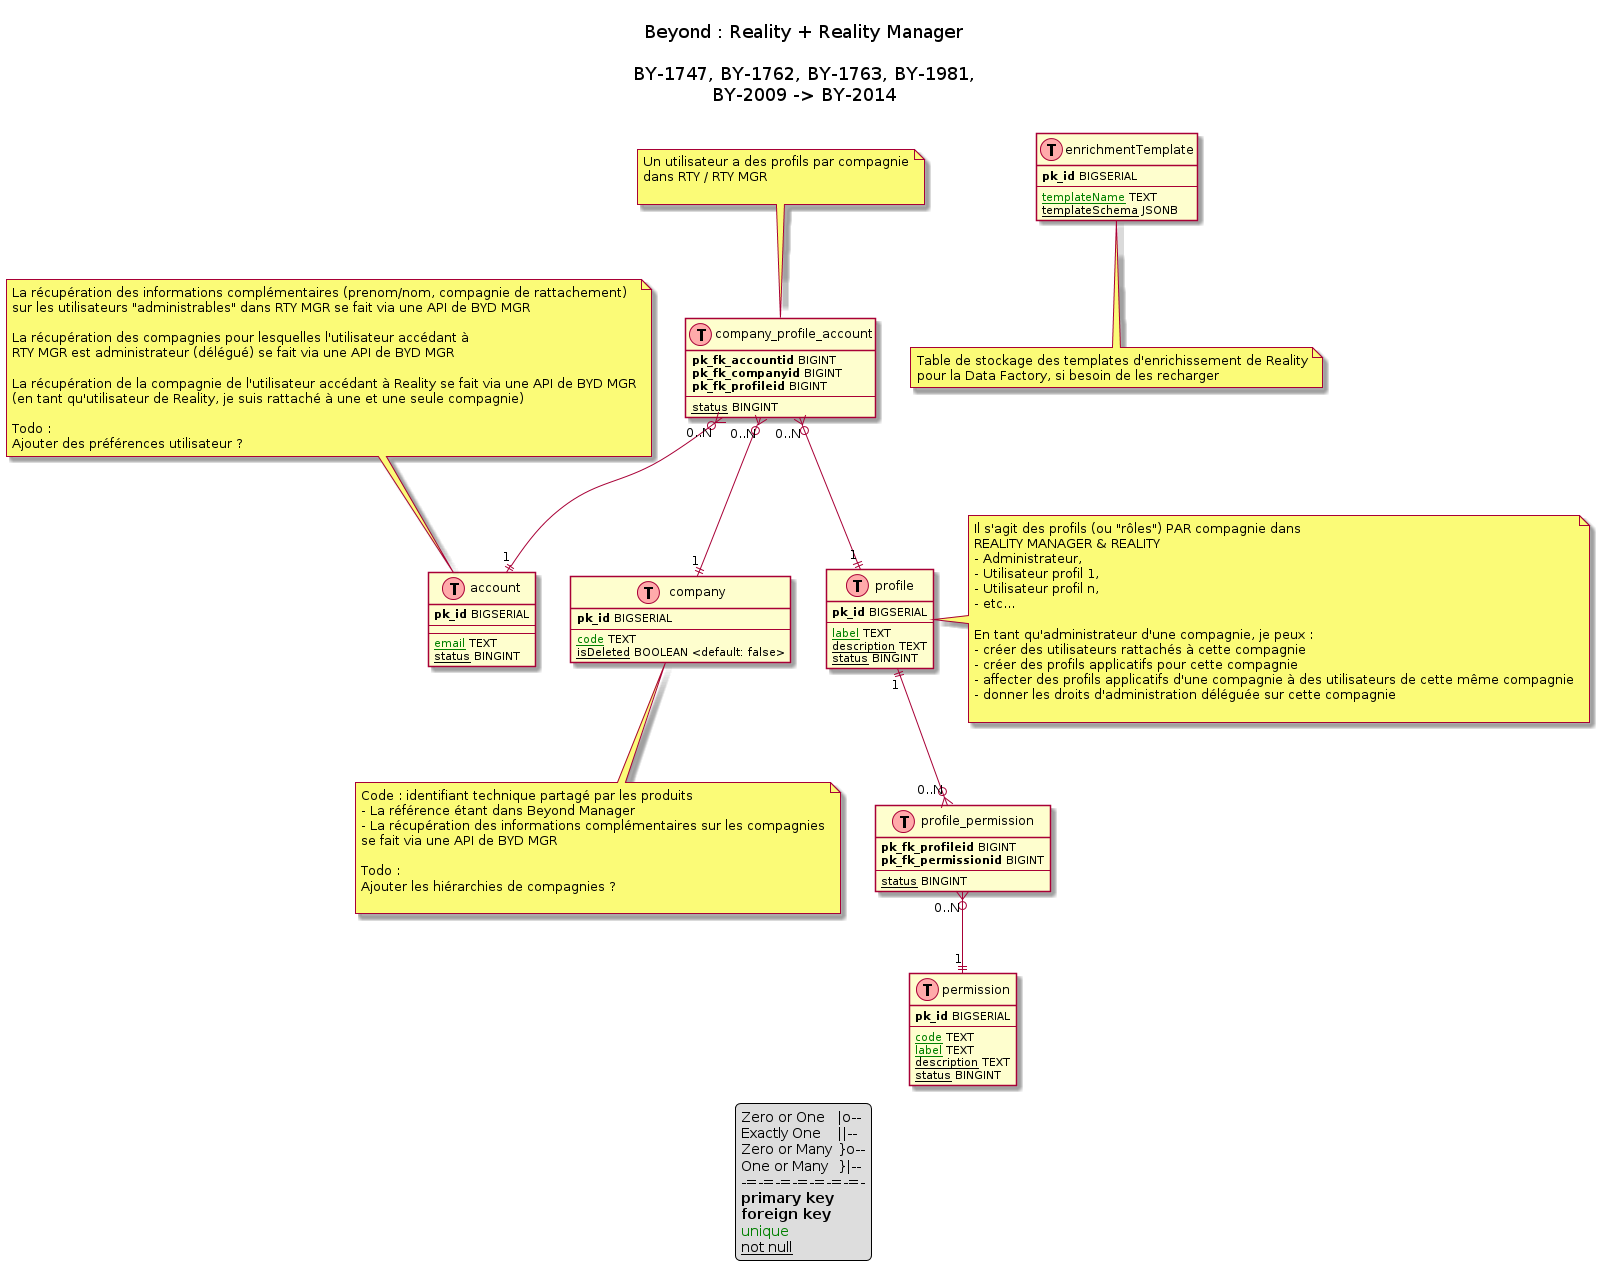 Beyond : Reality + Reality Manager
BY-1747, BY-1762, BY-1763, BY-1981,
BY-2009 -> BY-2014
Un utilisateur a des profils par compagnie
dans RTY / RTY MGR
T enrichmentTemplate
pk_id BIGSERIAL
templateName TEXT
templateSchema JSONB
La récupération des informations complémentaires (prenom/nom, compagnie de rattachement)
sur les utilisateurs "administrables" dans RTY MGR se fait via une API de BYD MGR
La récupération des compagnies pour lesquelles l'utilisateur accédant à
RTY MGR est administrateur (délégué) se fait via une API de BYD MGR
La récupération de la compagnie de l'utilisateur accédant à Reality se fait via une API de BYD MGR
(en tant qu'utilisateur de Reality, je suis rattaché à une et une seule compagnie)
Todo :
Ajouter des préférences utilisateur ?
T company_profile_account
pk_fk_accountid BIGINT
pk_fk_companyid BIGINT
pk_fk_profileid BIGINT
status BINGINT
Table de stockage des templates d'enrichissement de Reality
pour la Data Factory, si besoin de les recharger
0..N
0..N
0..N
1
1
1
T account
pk_id BIGSERIAL
email TEXT
status BINGINT
T company
pk_id BIGSERIAL
code TEXT
isDeleted BOOLEAN <default: false>
T profile
pk_id BIGSERIAL
label TEXT
description TEXT
status BINGINT
Il s'agit des profils (ou "rôles") PAR compagnie dans
REALITY MANAGER & REALITY
- Administrateur,
- Utilisateur profil 1,
- Utilisateur profil n,
- etc...
En tant qu'administrateur d'une compagnie, je peux :
- créer des utilisateurs rattachés à cette compagnie
- créer des profils applicatifs pour cette compagnie
- affecter des profils applicatifs d'une compagnie à des utilisateurs de cette même compagnie
- donner les droits d'administration déléguée sur cette compagnie
1
0..N
Code : identifiant technique partagé par les produits
- La référence étant dans Beyond Manager
- La récupération des informations complémentaires sur les compagnies
se fait via une API de BYD MGR
Todo :
Ajouter les hiérarchies de compagnies ?
T profile_permission
pk_fk_profileid BIGINT
pk_fk_permissionid BIGINT
status BINGINT
0..N
1
T permission
pk_id BIGSERIAL
code TEXT
label TEXT
description TEXT
status BINGINT
Zero or One |o--
Exactly One ||--
Zero or Many }o--
One or Many }|--
-=-=-=-=-=-=-=-
primary key
foreign key
unique
not null